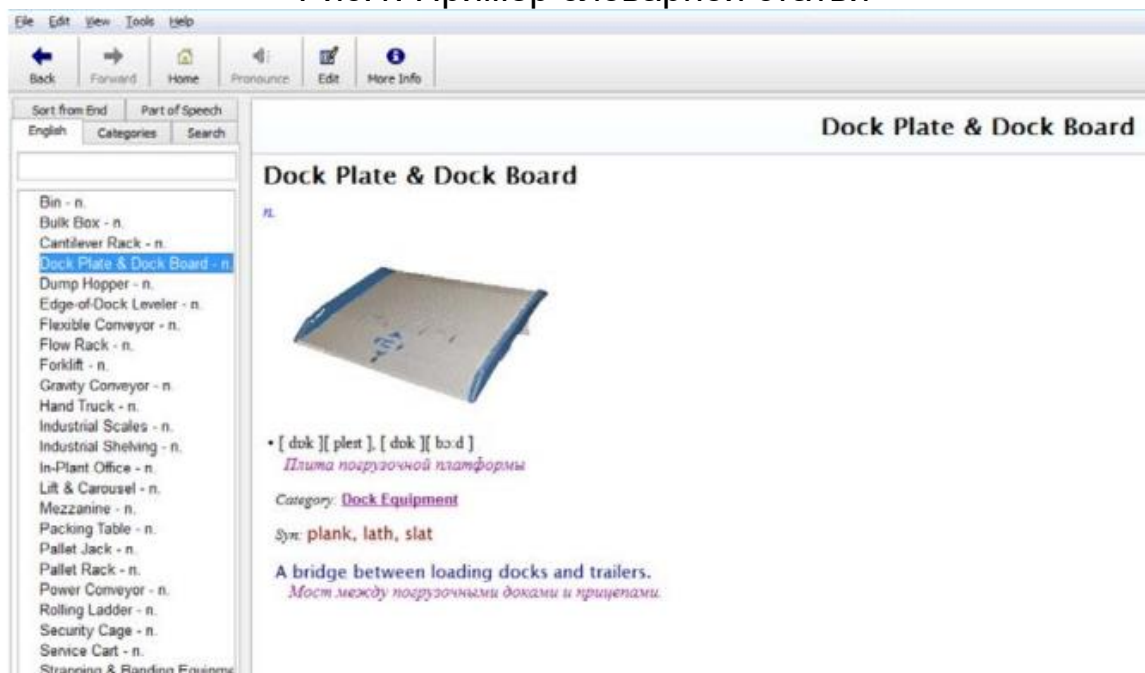 File Edit View Tools Help
Back Forward Home Pronounce Edit More Info
Sort from End Part of Speech
English Categories Search
Bin - n.
Bulk Box - n.
Cantilever Rack - n.
Dock Plate & Dock Board - n.
Dump Hopper - n.
Edge-of-Dock Leveler - n.
Flexible Conveyor - n.
Flow Rack - n.
Forklift - n.
Gravity Conveyor - n.
Hand Truck - n.
Industrial Scales - n.
Industrial Shelving - n.
In-Plant Office - n.
Lift & Carousel - n.
Mezzanine - n.
Packing Table - n.
Pallet Jack - n.
Pallet Rack - n.
Power Conveyor - n.
Rolling Ladder - n.
Security Cage - n.
Service Cart - n.
Strapping & Banding
Dock Plate & Dock Board
Dock Plate & Dock Board
n.
• [ dɒk ][ pleɪt ], [ dɒk ][ bɔ:d ]
Плита погрузочной платформы
Category: Dock Equipment
Syn: plank, lath, slat
A bridge between loading docks and trailers.
Мост между погрузочными доками и прицепами.